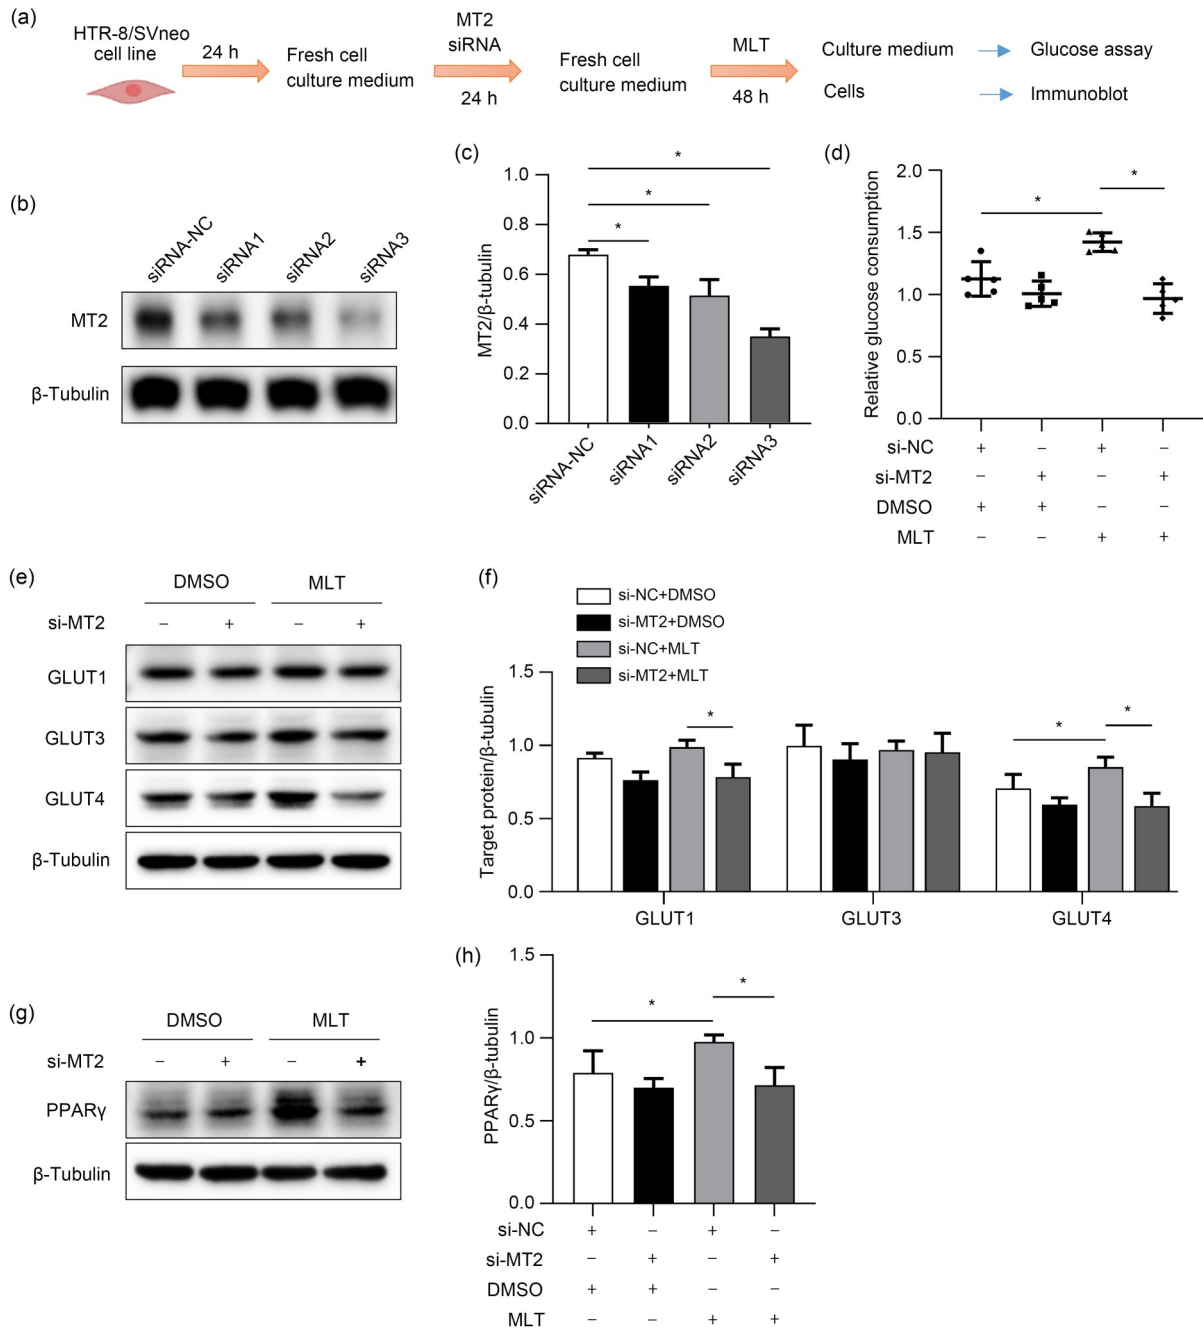 (a)
HTR-8/SVneo
cell line
24 h
Fresh cell
culture medium
MT2
siRNA
24 h
Fresh cell
culture medium
MLT
48 h
Culture medium
Glucose assay
Cells
Immunoblot
(b)
siRNA-NC
siRNA1
siRNA2
siRNA3
MT2
β-Tubulin
(c)
MT2/β-tubulin
1.0
0.8
0.6
0.4
0.2
0.0
*
*
*
siRNA-NC
siRNA1
siRNA2
siRNA3
(d)
Relative glucose consumption
2.0
1.5
1.0
0.5
0.0
*
*
si-NC + – + –
si-MT2 – + – +
DMSO + + – –
MLT – – + +
(e)
DMSO MLT
si-MT2 – + – +
GLUT1
GLUT3
GLUT4
β-Tubulin
(f)
si-NC+DMSO
si-MT2+DMSO
si-NC+MLT
si-MT2+MLT
Target protein/β-tubulin
1.5
1.0
0.5
0.0
*
*
*
GLUT1 GLUT3 GLUT4
(g)
DMSO MLT
si-MT2 – + – +
PPARγ
β-Tubulin
(h)
PPARγ/β-tubulin
1.5
1.0
0.5
0.0
*
*
si-NC + – + –
si-MT2 – + – +
DMSO + + – –
MLT – – + +